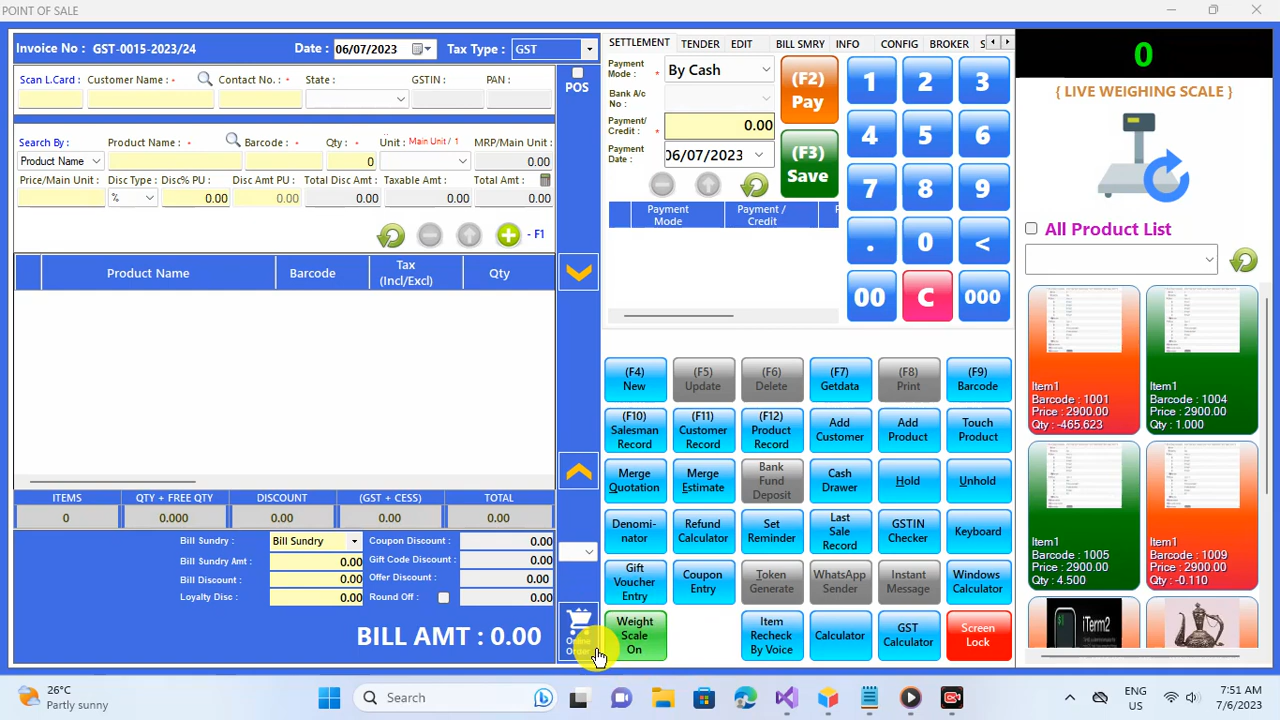 POINT OF SALE
Invoice No : GST-0015-2023/24 Date : 06/07/2023 Tax Type : GST
Scan L.Card : Customer Name : * Contact No. : * State : GSTIN : PAN :
POS
Search By : Product Name : * Barcode : Qty : * Unit : Main Unit / 1 MRP/Main Unit :
Product Name 0 0.00
Price/Main Unit : Disc Type : Disc% PU : Disc Amt PU : Total Disc Amt : Taxable Amt : Total Amt :
% 0.00 0.00 0.00 0.00 0.00
- F1
Product Name Barcode Tax (Incl/Excl) Qty
ITEMS QTY + FREE QTY DISCOUNT (GST + CESS) TOTAL
0 0.000 0.00 0.00 0.00
Bill Sundry : Bill Sundry Coupon Discount : 0.00
Bill Sundry Amt : 0.00 Gift Code Discount : 0.00
Bill Discount : 0.00 Offer Discount : 0.00
Loyalty Disc : 0.00 Round Off : 0.00
BILL AMT : 0.00
SETTLEMENT TENDER EDIT BILL SMRY INFO CONFIG BROKER S
Payment Mode : * By Cash
Bank A/c No :
Payment/ Credit : * 0.00
Payment Date : 06/07/2023
(F2) Pay
(F3) Save
Payment Mode Payment / Credit
1 2 3
4 5 6
7 8 9
. 0 <
00 C 000
(F4) New (F5) Update (F6) Delete (F7) Getdata (F8) Print (F9) Barcode
(F10) Salesman Record (F11) Customer Record (F12) Product Record Add Customer Add Product Touch Product
Merge Quotation Merge Estimate Bank Fund Deposit Cash Drawer Hold Unhold
Denomi-nator Refund Calculator Set Reminder Last Sale Record GSTIN Checker Keyboard
Gift Voucher Entry Coupon Entry Token Generate WhatsApp Sender Instant Message Windows Calculator
Weight Scale On Item Recheck By Voice Calculator GST Calculator Screen Lock
0
{ LIVE WEIGHING SCALE }
All Product List
Item1
Barcode : 1001
Price : 2900.00
Qty : -465.623
Item1
Barcode : 1004
Price : 2900.00
Qty : 1.000
Item1
Barcode : 1005
Price : 2900.00
Qty : 4.500
Item1
Barcode : 1009
Price : 2900.00
Qty : -0.110
iTerm2
26°C
Partly sunny
Search
ENG
US
7:51 AM
7/6/2023